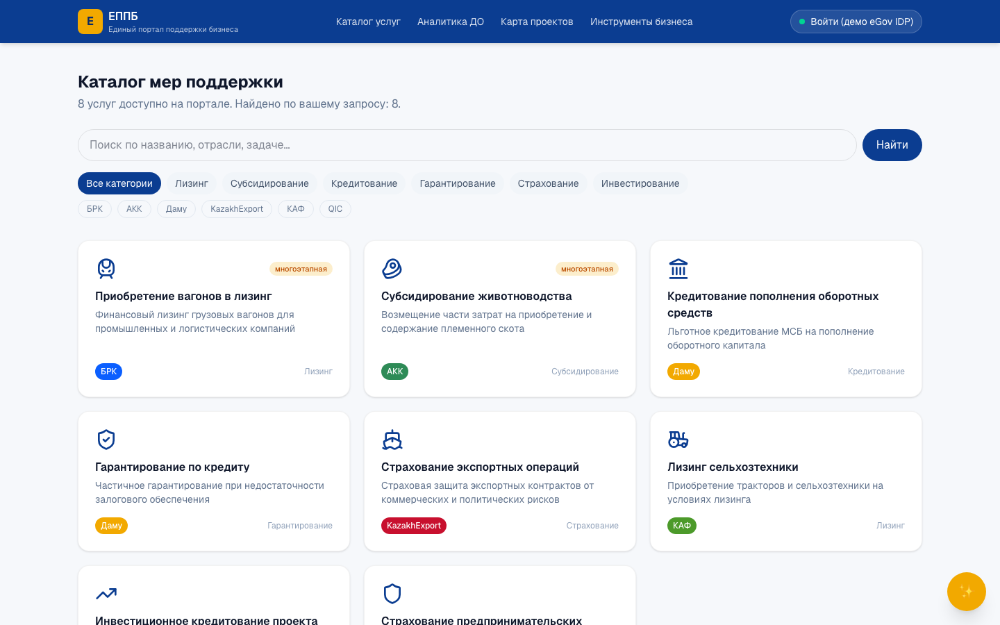 Е
ЕППБ
Единый портал поддержки бизнеса
Каталог услуг
Аналитика ДО
Карта проектов
Инструменты бизнеса
Войти (демо eGov IDP)
Каталог мер поддержки
8 услуг доступно на портале. Найдено по вашему запросу: 8.
Поиск по названию, отрасли, задаче...
Найти
Все категории
Лизинг
Субсидирование
Кредитование
Гарантирование
Страхование
Инвестирование
БРК
АКК
Даму
KazakhExport
КАФ
QIC
многоэтапная
Приобретение вагонов в лизинг
Финансовый лизинг грузовых вагонов для
промышленных и логистических компаний
БРК
Лизинг
многоэтапная
Субсидирование животноводства
Возмещение части затрат на приобретение и
содержание племенного скота
АКК
Субсидирование
Кредитование пополнения оборотных
средств
Льготное кредитование МСБ на пополнение
оборотного капитала
Даму
Кредитование
Гарантирование по кредиту
Частичное гарантирование при недостаточности
залогового обеспечения
Даму
Гарантирование
Страхование экспортных операций
Страховая защита экспортных контрактов от
коммерческих и политических рисков
KazakhExport
Страхование
Лизинг сельхозтехники
Приобретение тракторов и сельхозтехники на
условиях лизинга
КАФ
Лизинг
Инвестиционное кредитование проекта
Страхование предпринимательских